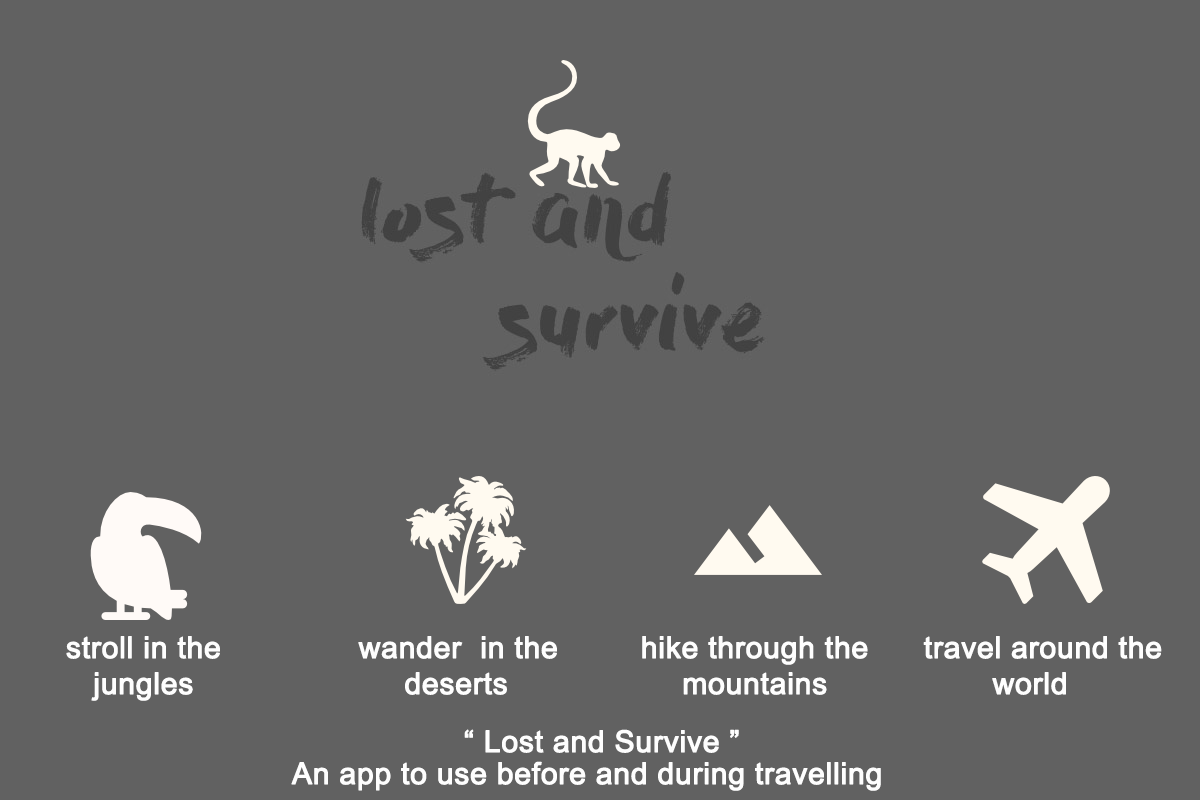 lost and
survive
stroll in the
jungles
wander  in the
deserts
hike through the
mountains
travel around the
world
“ Lost and Survive ”
An app to use before and during travelling